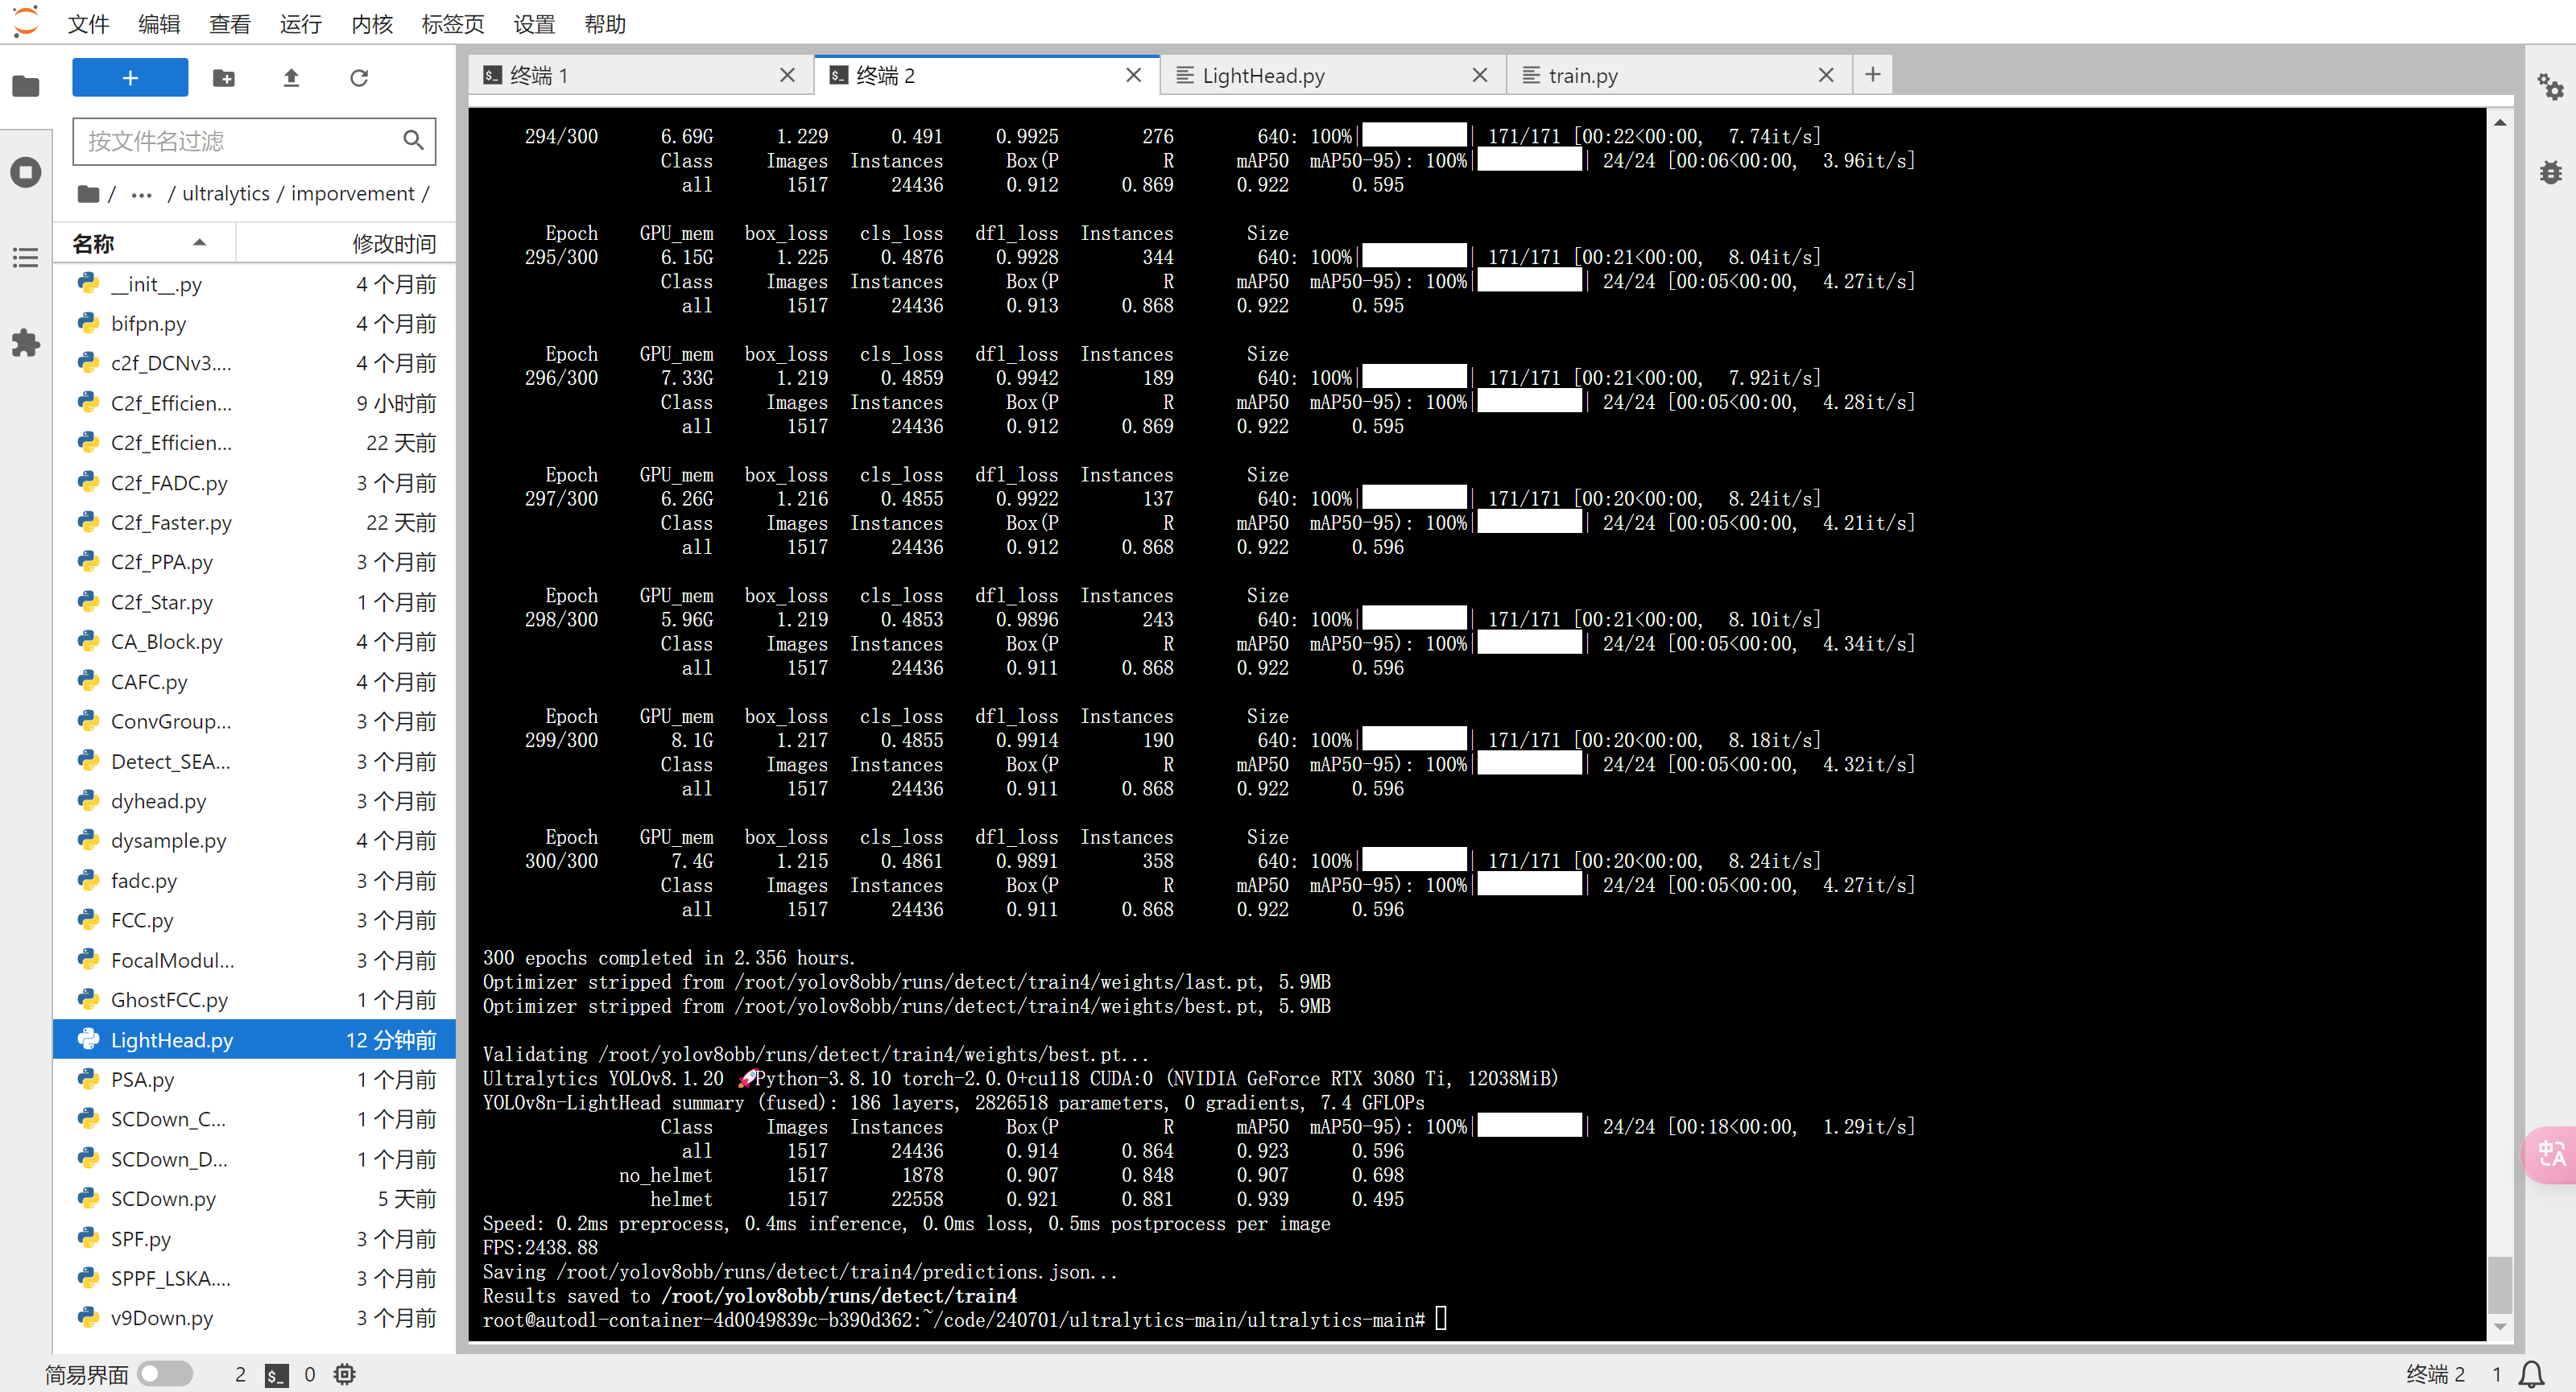 文件 编辑 查看 运行 内核 标签页 设置 帮助
终端 1 终端 2 LightHead.py train.py
按文件名过滤
/ ... / ultralytics / imporvement /
名称 修改时间
__init__.py 4 个月前
bifpn.py 4 个月前
c2f_DCNv3.... 4 个月前
C2f_Efficien... 9 小时前
C2f_Efficien... 22 天前
C2f_FADC.py 3 个月前
C2f_Faster.py 22 天前
C2f_PPA.py 3 个月前
C2f_Star.py 1 个月前
CA_Block.py 4 个月前
CAFC.py 4 个月前
ConvGroup... 3 个月前
Detect_SEA... 3 个月前
dyhead.py 3 个月前
dysample.py 4 个月前
fadc.py 3 个月前
FCC.py 3 个月前
FocalModul... 3 个月前
GhostFCC.py 1 个月前
LightHead.py 12 分钟前
PSA.py 1 个月前
SCDown_C... 1 个月前
SCDown_D... 1 个月前
SCDown.py 5 天前
SPF.py 3 个月前
SPPF_LSKA.... 3 个月前
v9Down.py 3 个月前
294/300 6.69G 1.229 0.491 0.9925 276 640: 100%| | 171/171 [00:22<00:00, 7.74it/s]
Class Images Instances Box(P R mAP50 mAP50-95): 100%| | 24/24 [00:06<00:00, 3.96it/s]
all 1517 24436 0.912 0.869 0.922 0.595
Epoch GPU_mem box_loss cls_loss dfl_loss Instances Size
295/300 6.15G 1.225 0.4876 0.9928 344 640: 100%| | 171/171 [00:21<00:00, 8.04it/s]
Class Images Instances Box(P R mAP50 mAP50-95): 100%| | 24/24 [00:05<00:00, 4.27it/s]
all 1517 24436 0.913 0.868 0.922 0.595
Epoch GPU_mem box_loss cls_loss dfl_loss Instances Size
296/300 7.33G 1.219 0.4859 0.9942 189 640: 100%| | 171/171 [00:21<00:00, 7.92it/s]
Class Images Instances Box(P R mAP50 mAP50-95): 100%| | 24/24 [00:05<00:00, 4.28it/s]
all 1517 24436 0.912 0.869 0.922 0.595
Epoch GPU_mem box_loss cls_loss dfl_loss Instances Size
297/300 6.26G 1.216 0.4855 0.9922 137 640: 100%| | 171/171 [00:20<00:00, 8.24it/s]
Class Images Instances Box(P R mAP50 mAP50-95): 100%| | 24/24 [00:05<00:00, 4.21it/s]
all 1517 24436 0.912 0.868 0.922 0.596
Epoch GPU_mem box_loss cls_loss dfl_loss Instances Size
298/300 5.96G 1.219 0.4853 0.9896 243 640: 100%| | 171/171 [00:21<00:00, 8.10it/s]
Class Images Instances Box(P R mAP50 mAP50-95): 100%| | 24/24 [00:05<00:00, 4.34it/s]
all 1517 24436 0.911 0.868 0.922 0.596
Epoch GPU_mem box_loss cls_loss dfl_loss Instances Size
299/300 8.1G 1.217 0.4855 0.9914 190 640: 100%| | 171/171 [00:20<00:00, 8.18it/s]
Class Images Instances Box(P R mAP50 mAP50-95): 100%| | 24/24 [00:05<00:00, 4.32it/s]
all 1517 24436 0.911 0.868 0.922 0.596
Epoch GPU_mem box_loss cls_loss dfl_loss Instances Size
300/300 7.4G 1.215 0.4861 0.9891 358 640: 100%| | 171/171 [00:20<00:00, 8.24it/s]
Class Images Instances Box(P R mAP50 mAP50-95): 100%| | 24/24 [00:05<00:00, 4.27it/s]
all 1517 24436 0.911 0.868 0.922 0.596
300 epochs completed in 2.356 hours.
Optimizer stripped from /root/yolov8obb/runs/detect/train4/weights/last.pt, 5.9MB
Optimizer stripped from /root/yolov8obb/runs/detect/train4/weights/best.pt, 5.9MB
Validating /root/yolov8obb/runs/detect/train4/weights/best.pt...
Ultralytics YOLOv8.1.20 🚀Python-3.8.10 torch-2.0.0+cu118 CUDA:0 (NVIDIA GeForce RTX 3080 Ti, 12038MiB)
YOLOv8n-LightHead summary (fused): 186 layers, 2826518 parameters, 0 gradients, 7.4 GFLOPs
Class Images Instances Box(P R mAP50 mAP50-95): 100%| | 24/24 [00:18<00:00, 1.29it/s]
all 1517 24436 0.914 0.864 0.923 0.596
no_helmet 1517 1878 0.907 0.848 0.907 0.698
helmet 1517 22558 0.921 0.881 0.939 0.495
Speed: 0.2ms preprocess, 0.4ms inference, 0.0ms loss, 0.5ms postprocess per image
FPS:2438.88
Saving /root/yolov8obb/runs/detect/train4/predictions.json...
Results saved to /root/yolov8obb/runs/detect/train4
root@autodl-container-4d0049839c-b390d362:~/code/240701/ultralytics-main/ultralytics-main#
中A
简易界面 2 0 终端 2 1